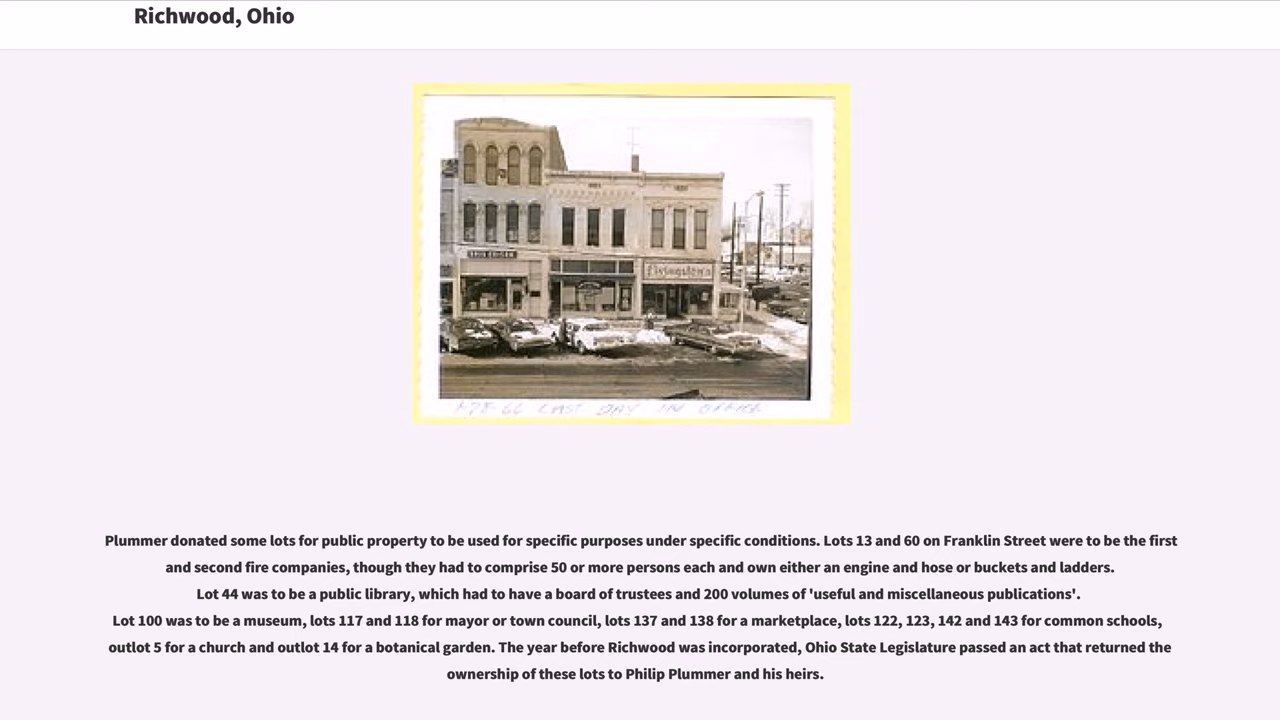 Richwood, Ohio
Livingston's
LAST DAY IN OFFICE
Plummer donated some lots for public property to be used for specific purposes under specific conditions. Lots 13 and 60 on Franklin Street were to be the first
and second fire companies, though they had to comprise 50 or more persons each and own either an engine and hose or buckets and ladders.
Lot 44 was to be a public library, which had to have a board of trustees and 200 volumes of 'useful and miscellaneous publications'.
Lot 100 was to be a museum, lots 117 and 118 for mayor or town council, lots 137 and 138 for a marketplace, lots 122, 123, 142 and 143 for common schools,
outlot 5 for a church and outlot 14 for a botanical garden. The year before Richwood was incorporated, Ohio State Legislature passed an act that returned the
ownership of these lots to Philip Plummer and his heirs.